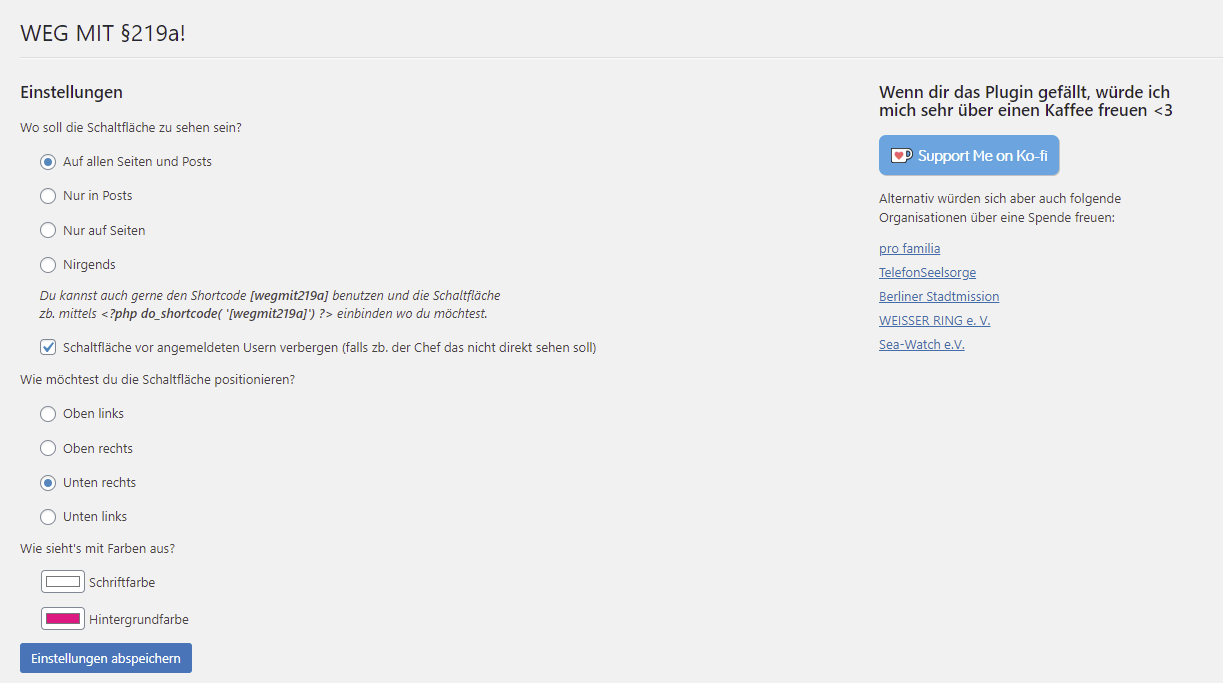 WEG MIT §219a!
Einstellungen
Wo soll die Schaltfläche zu sehen sein?
Auf allen Seiten und Posts
Nur in Posts
Nur auf Seiten
Nirgends
Du kannst auch gerne den Shortcode [wegmit219a] benutzen und die Schaltfläche
zb. mittels <?php do_shortcode( '[wegmit219a]') ?> einbinden wo du möchtest.
Schaltfläche vor angemeldeten Usern verbergen (falls zb. der Chef das nicht direkt sehen soll)
Wie möchtest du die Schaltfläche positionieren?
Oben links
Oben rechts
Unten rechts
Unten links
Wie sieht's mit Farben aus?
Schriftfarbe
Hintergrundfarbe
Einstellungen abspeichern
Wenn dir das Plugin gefällt, würde ich
mich sehr über einen Kaffee freuen <3
Support Me on Ko-fi
Alternativ würden sich aber auch folgende
Organisationen über eine Spende freuen:
pro familia
TelefonSeelsorge
Berliner Stadtmission
WEISSER RING e. V.
Sea-Watch e.V.